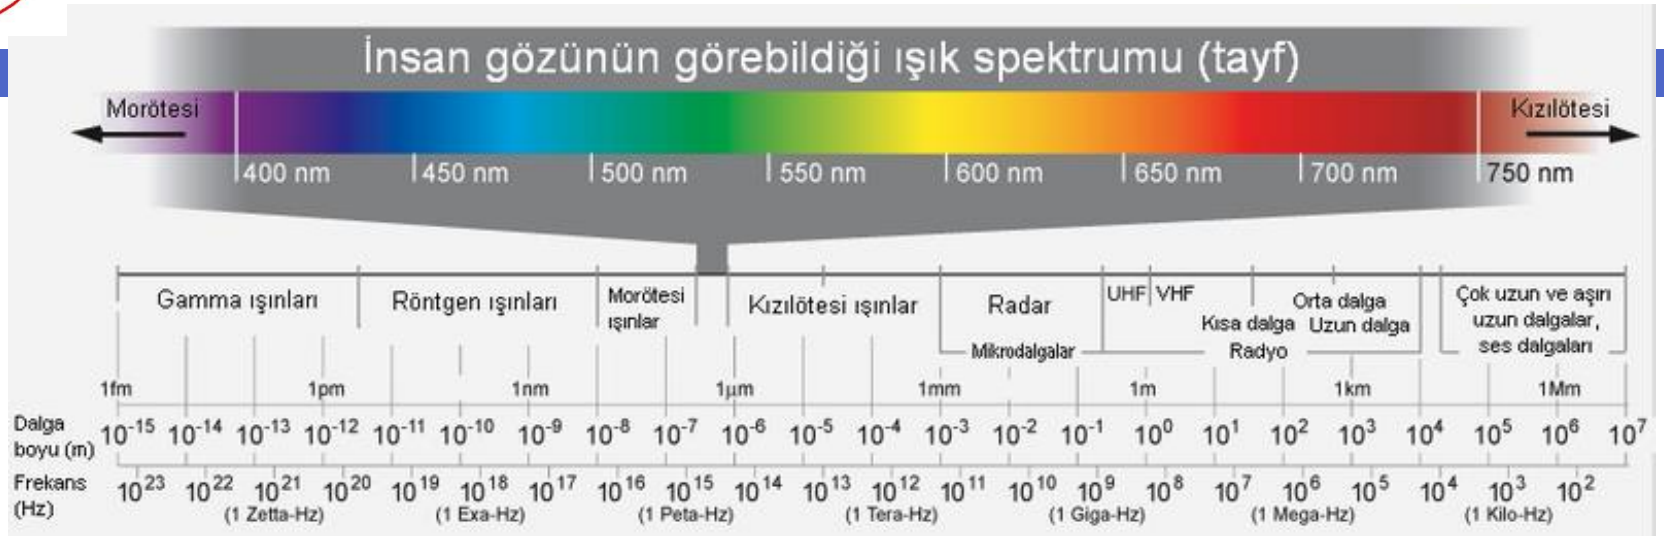 İnsan gözünün görebildiği ışık spektrumu (tayf)
Morötesi
Kızılötesi
400 nm
450 nm
500 nm
550 nm
600 nm
650 nm
700 nm
750 nm
Gamma ışınları
Röntgen ışınları
Morötesi
ışınlar
Kızılötesi ışınlar
Radar
Mikrodalgalar
UHF
VHF
Kısa dalga
Orta dalga
Uzun dalga
Radyo
Çok uzun ve aşırı
uzun dalgalar,
ses dalgaları
1fm 1pm 1nm 1µm 1mm 1m 1km 1Mm
Dalga
boyu (m)
10⁻¹⁵ 10⁻¹⁴ 10⁻¹³ 10⁻¹² 10⁻¹¹ 10⁻¹⁰ 10⁻⁹ 10⁻⁸ 10⁻⁷ 10⁻⁶ 10⁻⁵ 10⁻⁴ 10⁻³ 10⁻² 10⁻¹ 10⁰ 10¹ 10² 10³ 10⁴ 10⁵ 10⁶ 10⁷
Frekans
(Hz)
10²³ 10²² 10²¹ 10²⁰ 10¹⁹ 10¹⁸ 10¹⁷ 10¹⁶ 10¹⁵ 10¹⁴ 10¹³ 10¹² 10¹¹ 10¹⁰ 10⁹ 10⁸ 10⁷ 10⁶ 10⁵ 10⁴ 10³ 10²
(1 Zetta-Hz) (1 Exa-Hz) (1 Peta-Hz) (1 Tera-Hz) (1 Giga-Hz) (1 Mega-Hz) (1 Kilo-Hz)